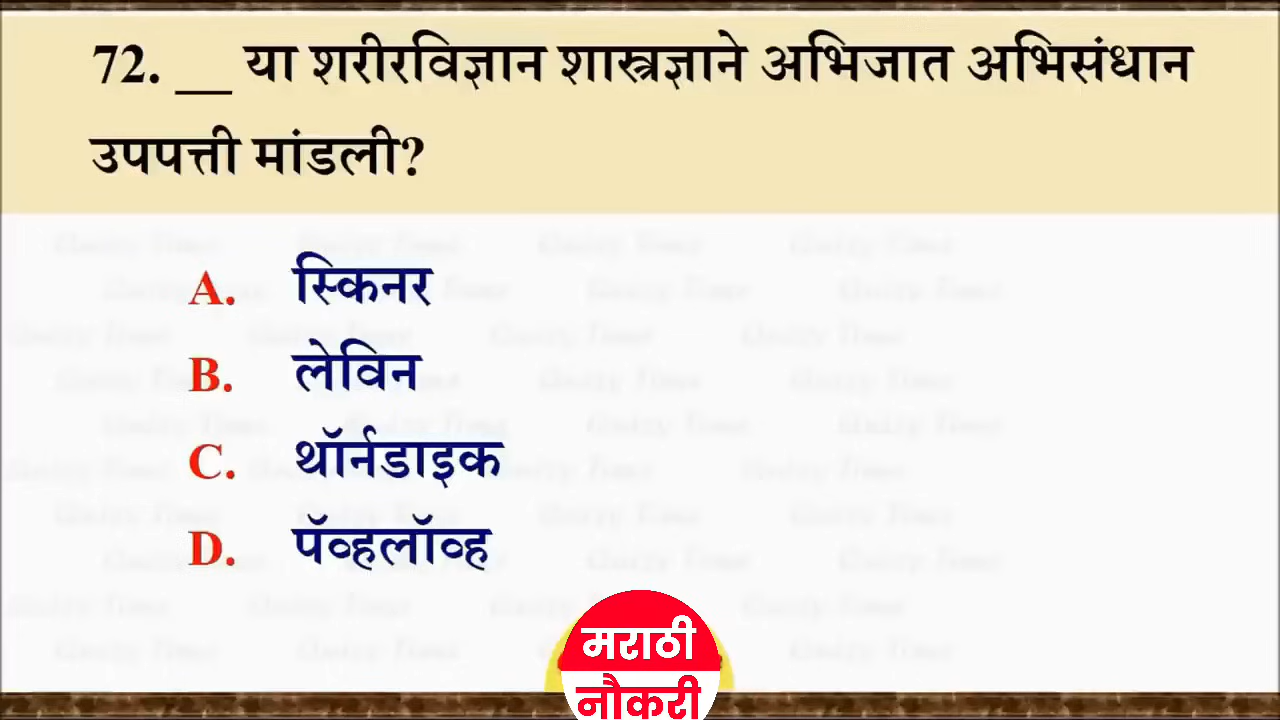 72. __ या शरीरविज्ञान शास्त्रज्ञाने अभिजात अभिसंधान
उपपत्ती मांडली?
A. स्किनर
B. लेविन
C. थॉर्नडाइक
D. पॅव्हलॉव्ह
मराठी
नौकरी